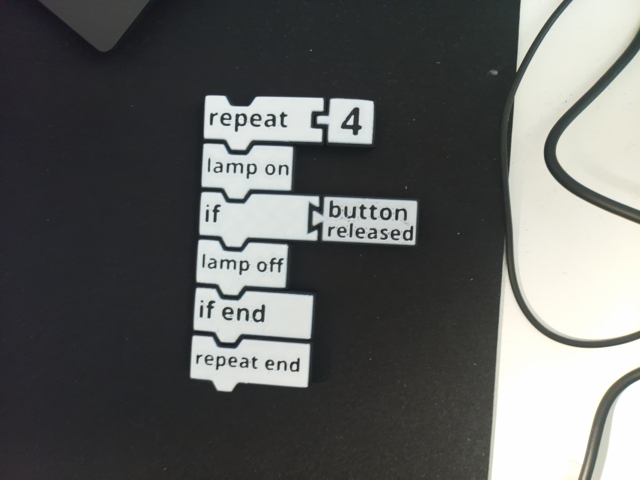 repeat 4
lamp on
if button
released
lamp off
if end
repeat end